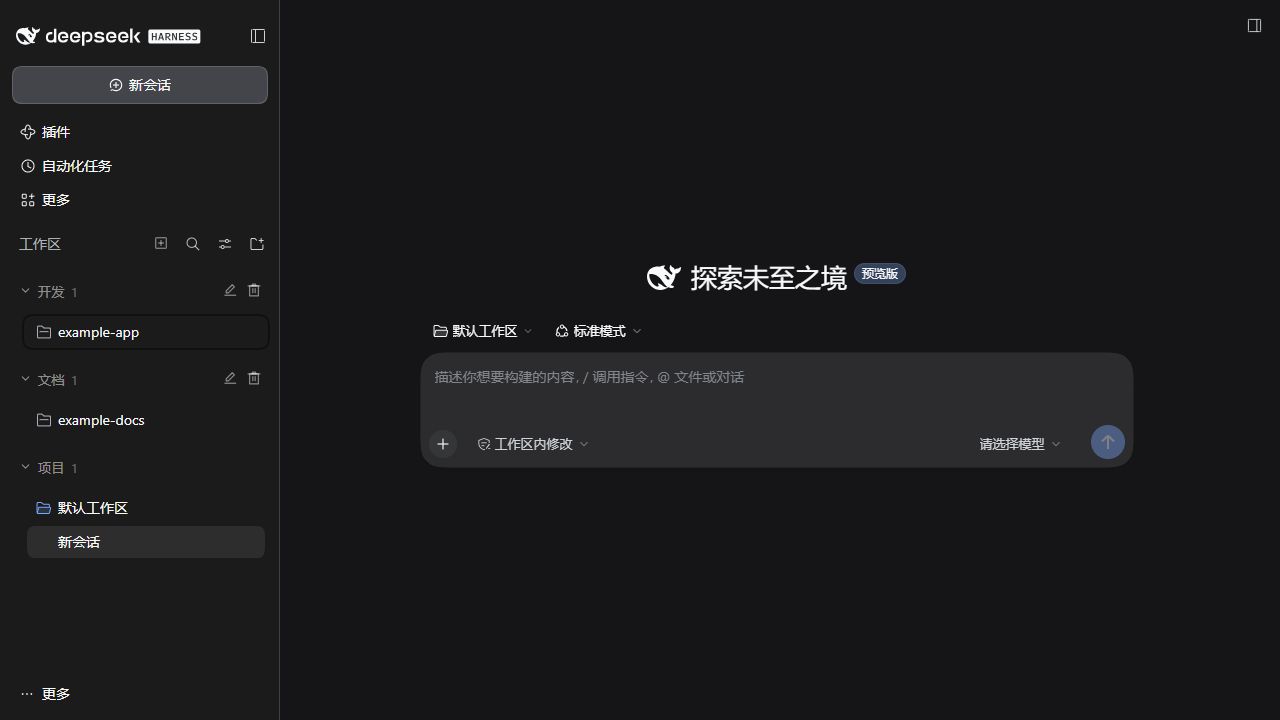 deepseek HARNESS
新会话
插件
自动化任务
更多
工作区
开发 1
example-app
文档 1
example-docs
项目 1
默认工作区
新会话
更多
探索未至之境 预览版
默认工作区 标准模式
描述你想要构建的内容, / 调用指令, @ 文件或对话
工作区内修改 请选择模型